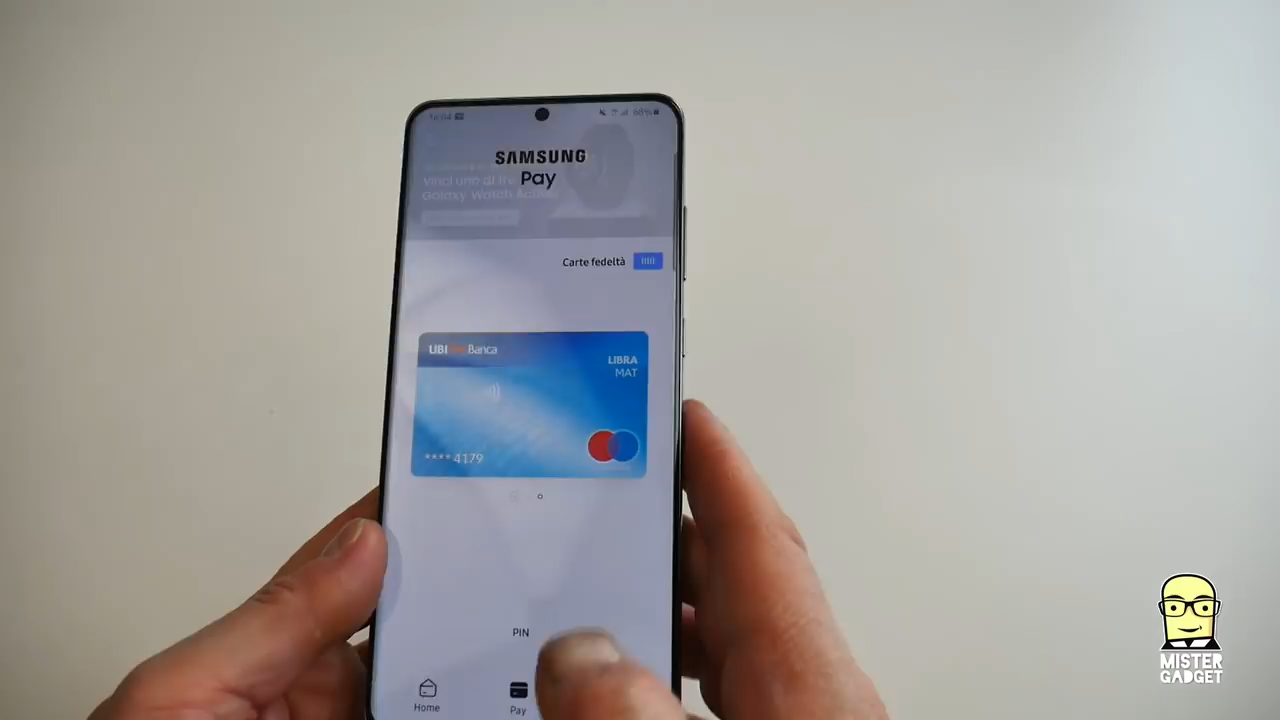 SAMSUNG
Pay
Vinci uno di tre
Galaxy Watch
Carte fedeltà
UBI Banca
LIBRA
MAT
**** 4179
PIN
Home
Pay
MISTER
GADGET